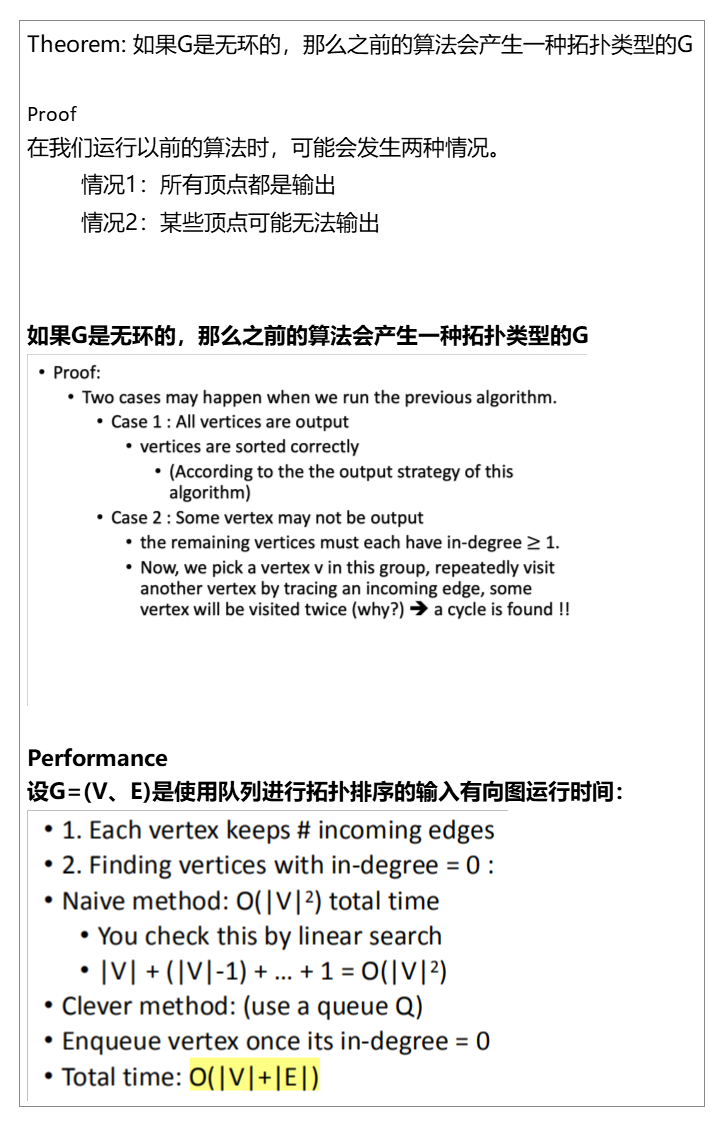 Theorem: 如果G是无环的，那么之前的算法会产生一种拓扑类型的G
Proof
在我们运行以前的算法时，可能会发生两种情况。
情况1：所有顶点都是输出
情况2：某些顶点可能无法输出
如果G是无环的，那么之前的算法会产生一种拓扑类型的G
• Proof:
• Two cases may happen when we run the previous algorithm.
• Case 1 : All vertices are output
• vertices are sorted correctly
• (According to the the output strategy of this
algorithm)
• Case 2 : Some vertex may not be output
• the remaining vertices must each have in-degree ≥ 1.
• Now, we pick a vertex v in this group, repeatedly visit
another vertex by tracing an incoming edge, some
vertex will be visited twice (why?) ➔ a cycle is found !!
Performance
设G=(V、E)是使用队列进行拓扑排序的输入有向图运行时间：
• 1. Each vertex keeps # incoming edges
• 2. Finding vertices with in-degree = 0 :
• Naive method: O(|V|²) total time
• You check this by linear search
• |V| + (|V|-1) + ... + 1 = O(|V|²)
• Clever method: (use a queue Q)
• Enqueue vertex once its in-degree = 0
• Total time: O(|V|+|E|)